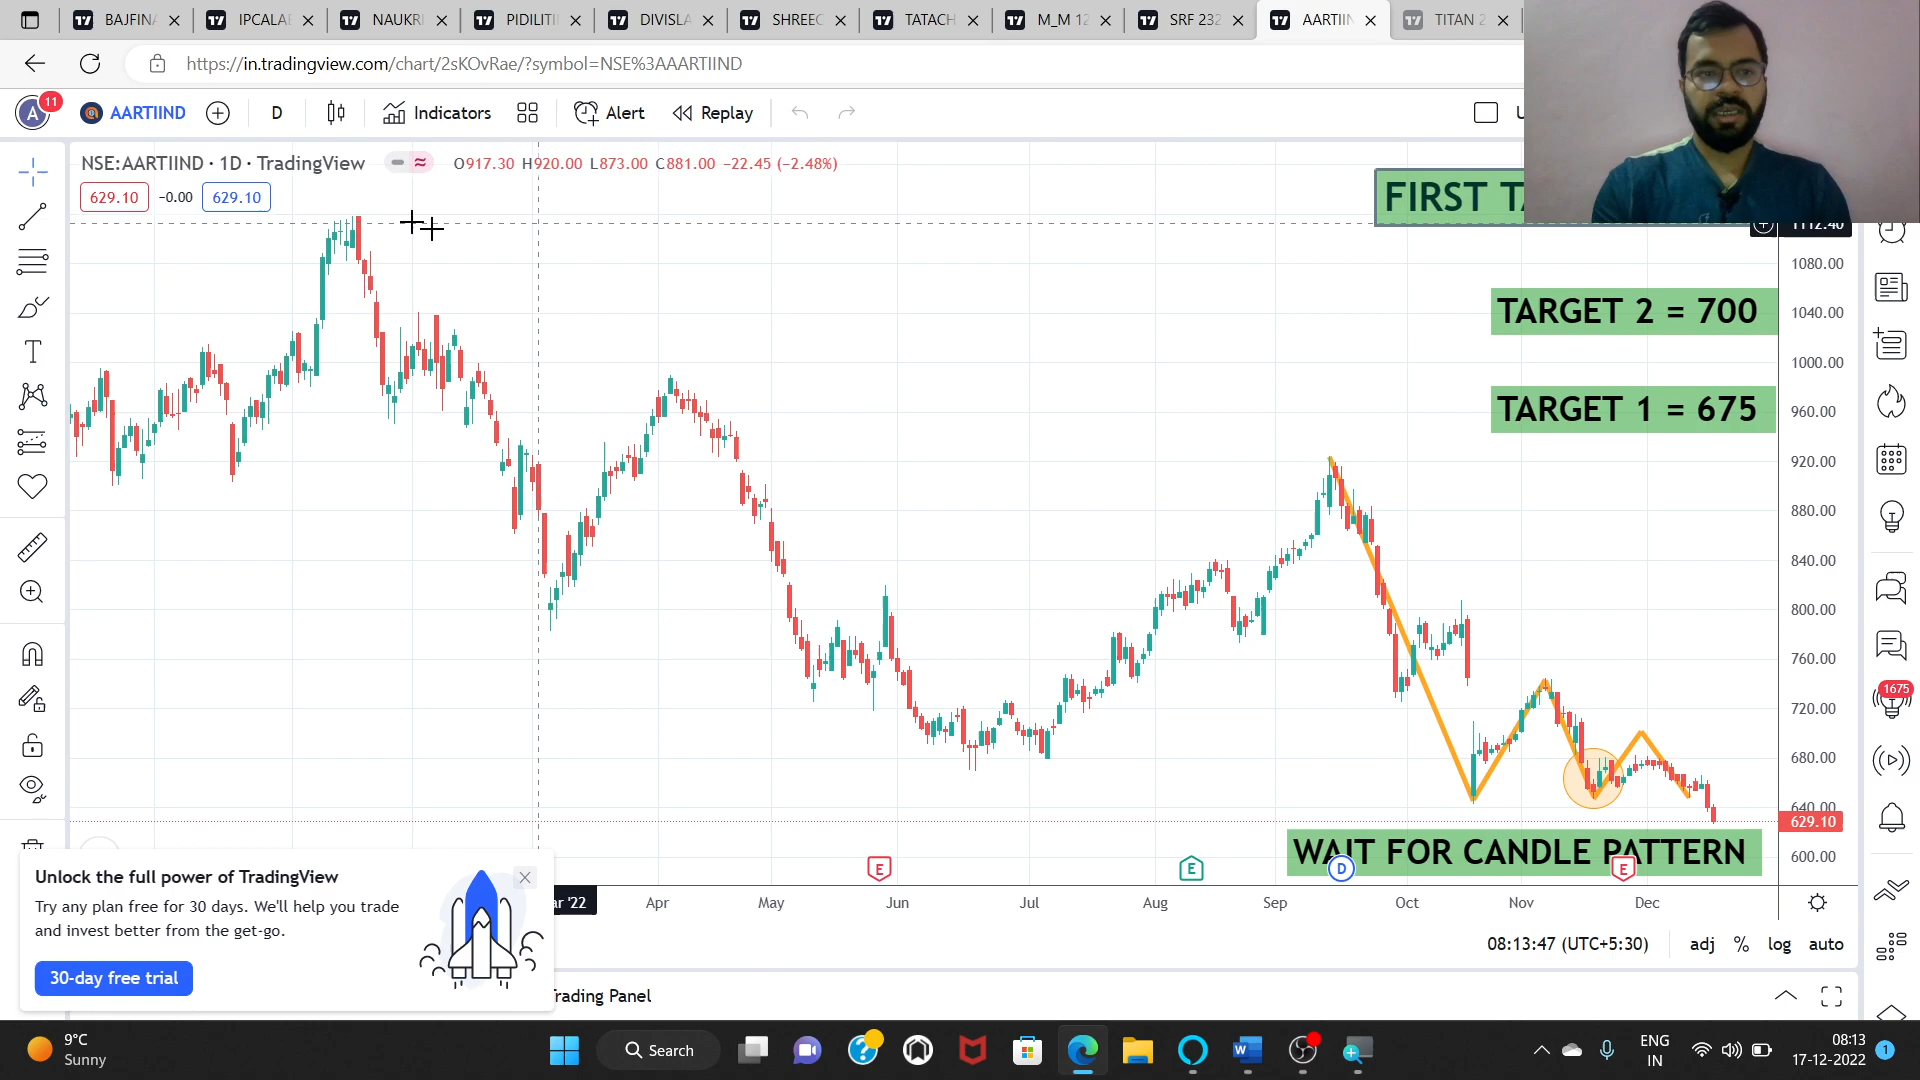 BAJFINA
IPCALAE
NAUKRI
PIDILITI
DIVISLA
SHREEC
TATACH
M_M 12
SRF 232
AARTIIN
TITAN 2
https://in.tradingview.com/chart/2sKOvRae/?symbol=NSE%3AAARTIIND
A
11
AARTIIND
D
Indicators
Alert
Replay
NSE:AARTIIND · 1D · TradingView
O917.30 H920.00 L873.00 C881.00 −22.45 (−2.48%)
629.10
−0.00
629.10
FIRST TA
1112.40
1080.00
TARGET 2 = 700
1040.00
1000.00
TARGET 1 = 675
960.00
920.00
880.00
840.00
800.00
760.00
1675
720.00
680.00
640.00
629.10
WAIT FOR CANDLE PATTERN
600.00
E
E
D
E
ar '22
Apr
May
Jun
Jul
Aug
Sep
Oct
Nov
Dec
Unlock the full power of TradingView
Try any plan free for 30 days. We'll help you trade
and invest better from the get-go.
30-day free trial
08:13:47 (UTC+5:30)
adj
%
log
auto
Trading Panel
9°C
Sunny
Search
ENG
IN
08:13
17-12-2022
1